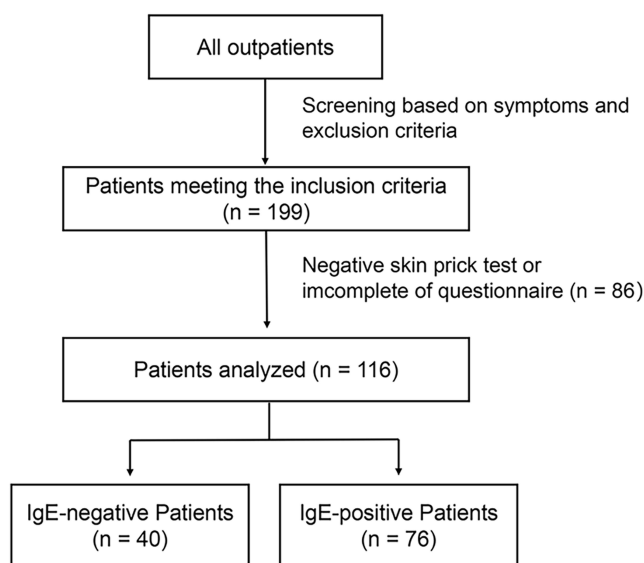 All outpatients
Screening based on symptoms and
exclusion criteria
Patients meeting the inclusion criteria
(n = 199)
Negative skin prick test or
imcomplete of questionnaire (n = 86)
Patients analyzed (n = 116)
IgE-negative Patients
(n = 40)
IgE-positive Patients
(n = 76)